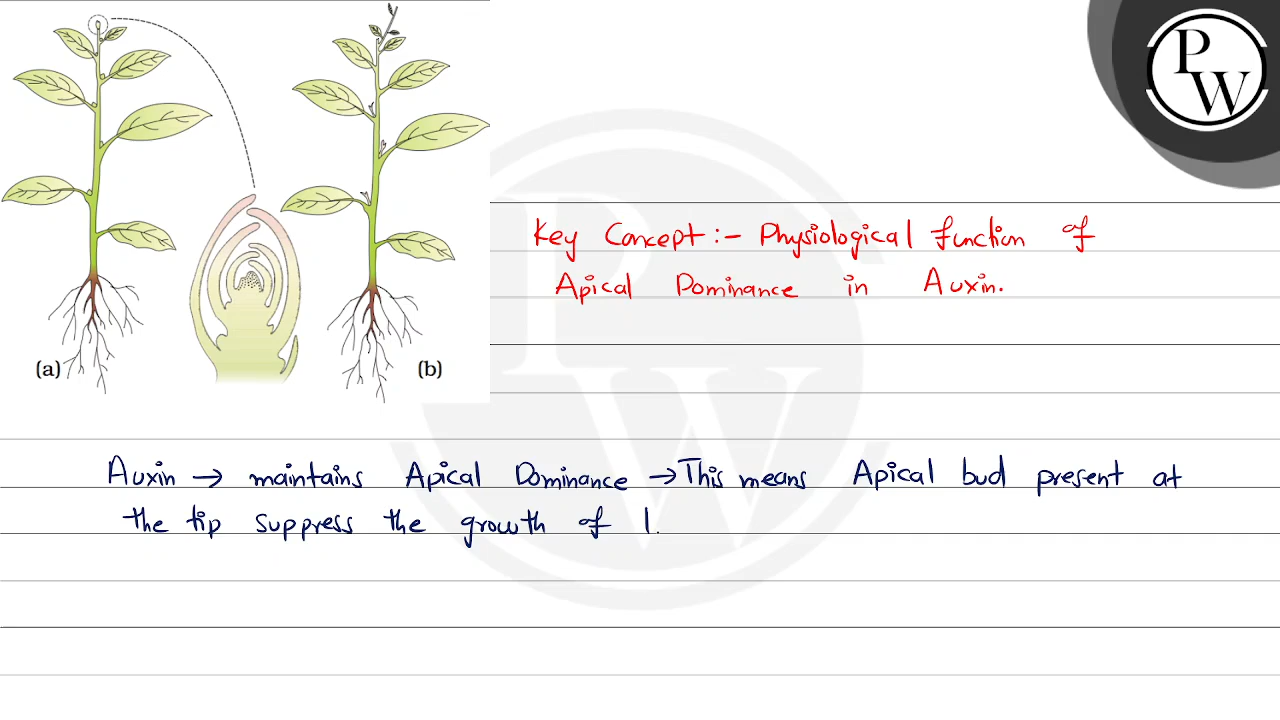 P
W
(a)
(b)
Key Concept :- Physiological function of
Apical Dominance in Auxin.
Auxin → maintains Apical Dominance → This means Apical bud present at
the tip suppress the growth of l